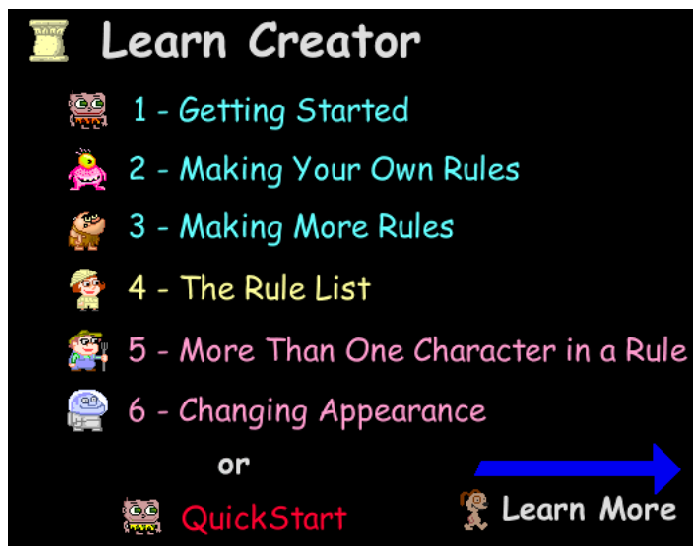 Learn Creator
1 - Getting Started
2 - Making Your Own Rules
3 - Making More Rules
4 - The Rule List
5 - More Than One Character in a Rule
6 - Changing Appearance
or
QuickStart
Learn More